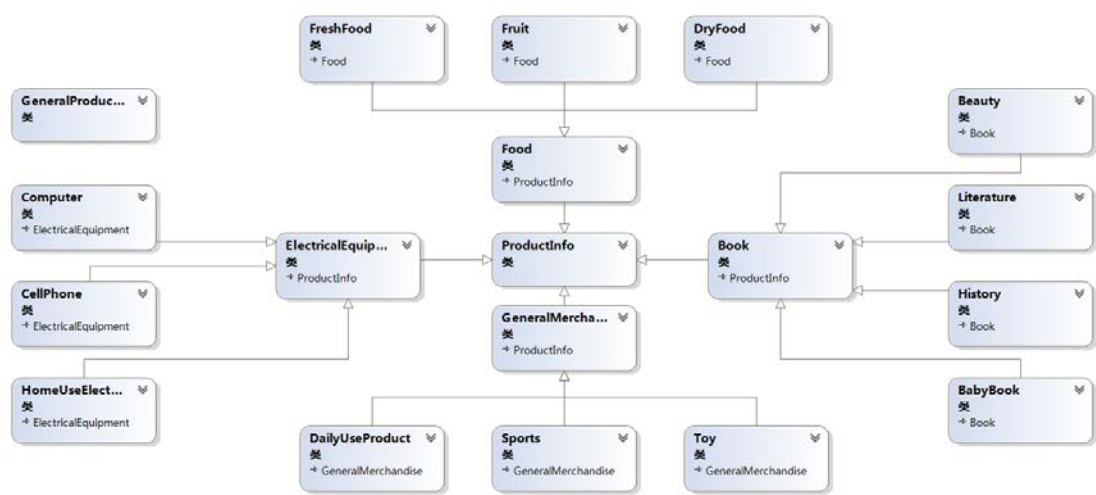 FreshFood
类
Food
Fruit
类
Food
DryFood
类
Food
GeneralProduc...
类
Food
类
ProductInfo
Beauty
类
Book
Computer
类
ElectricalEquipment
Literature
类
Book
ElectricalEquip...
类
ProductInfo
ProductInfo
类
Book
类
ProductInfo
CellPhone
类
ElectricalEquipment
GeneralMercha...
类
ProductInfo
History
类
Book
HomeUseElect...
类
ElectricalEquipment
BabyBook
类
Book
DailyUseProduct
类
GeneralMerchandise
Sports
类
GeneralMerchandise
Toy
类
GeneralMerchandise